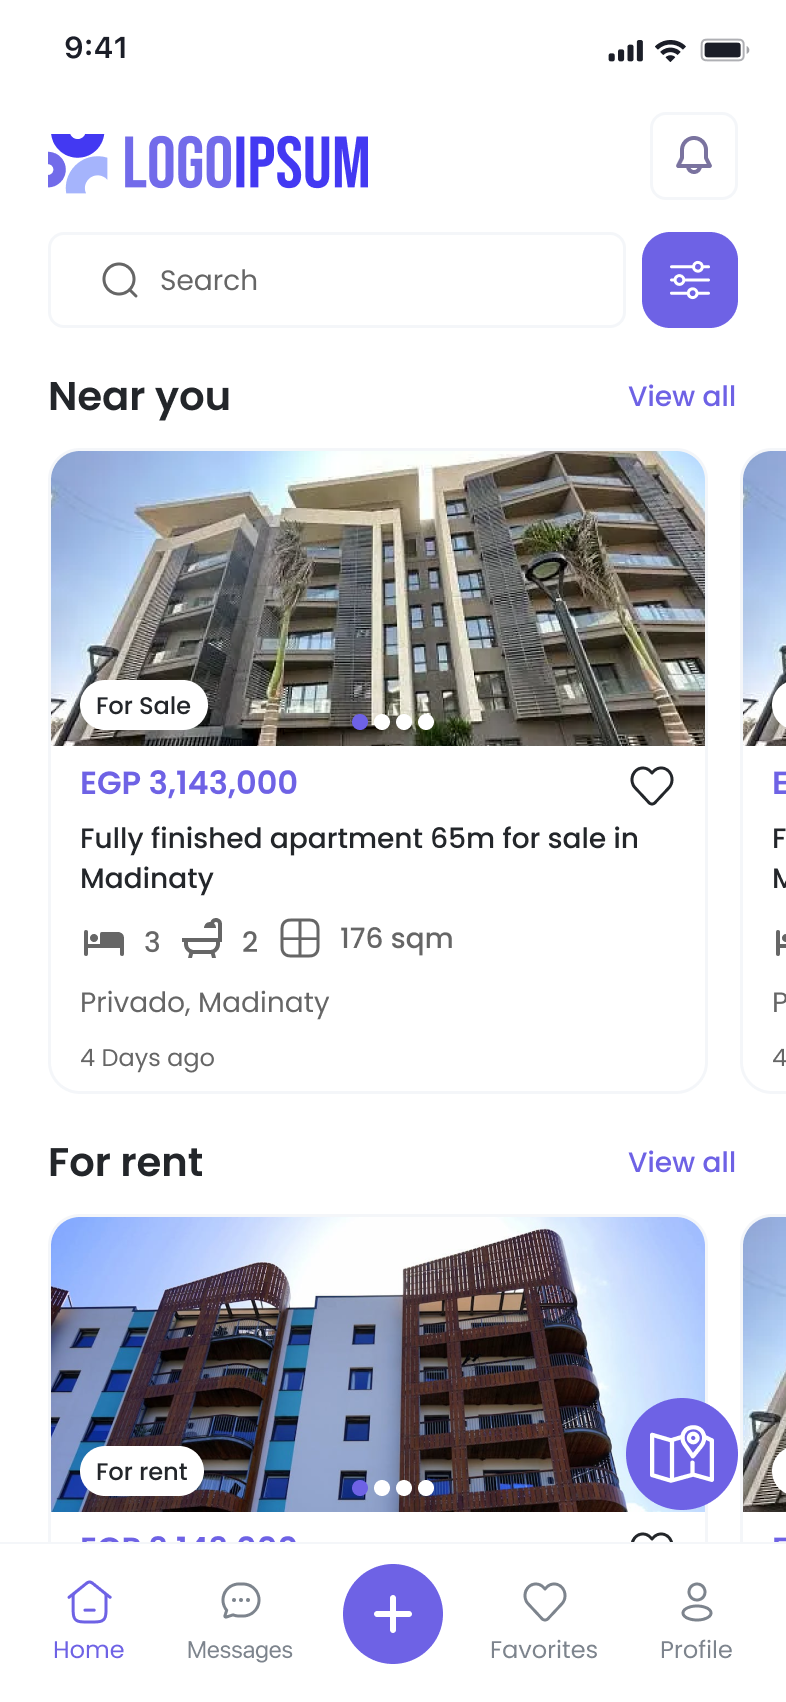 9:41
LOGOIPSUM
Search
Near you
View all
For Sale
EGP 3,143,000
Fully finished apartment 65m for sale in
Madinaty
3 2 176 sqm
Privado, Madinaty
4 Days ago
For rent
View all
For rent
Home
Messages
Favorites
Profile